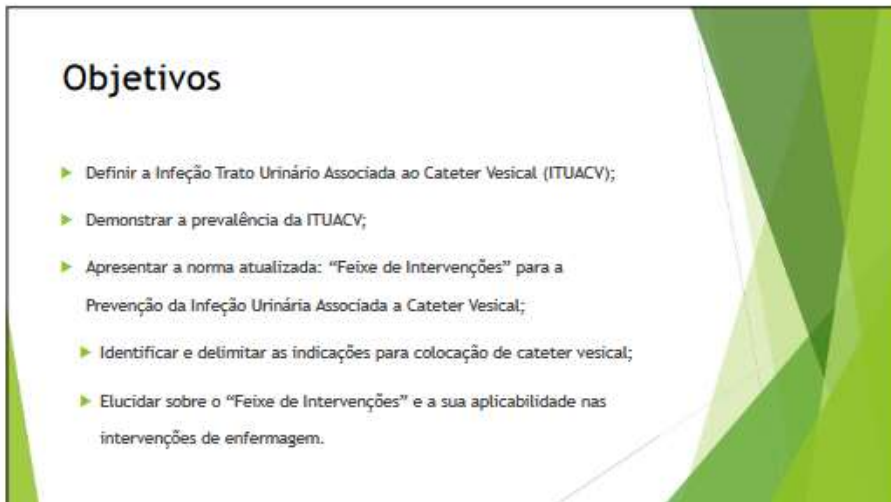 Objetivos
Definir a Infeção Trato Urinário Associada ao Cateter Vesical (ITUACV);
Demonstrar a prevalência da ITUACV;
Apresentar a norma atualizada: “Feixe de Intervenções” para a
Prevenção da Infeção Urinária Associada a Cateter Vesical;
Identificar e delimitar as indicações para colocação de cateter vesical;
Elucidar sobre o “Feixe de Intervenções” e a sua aplicabilidade nas
intervenções de enfermagem.